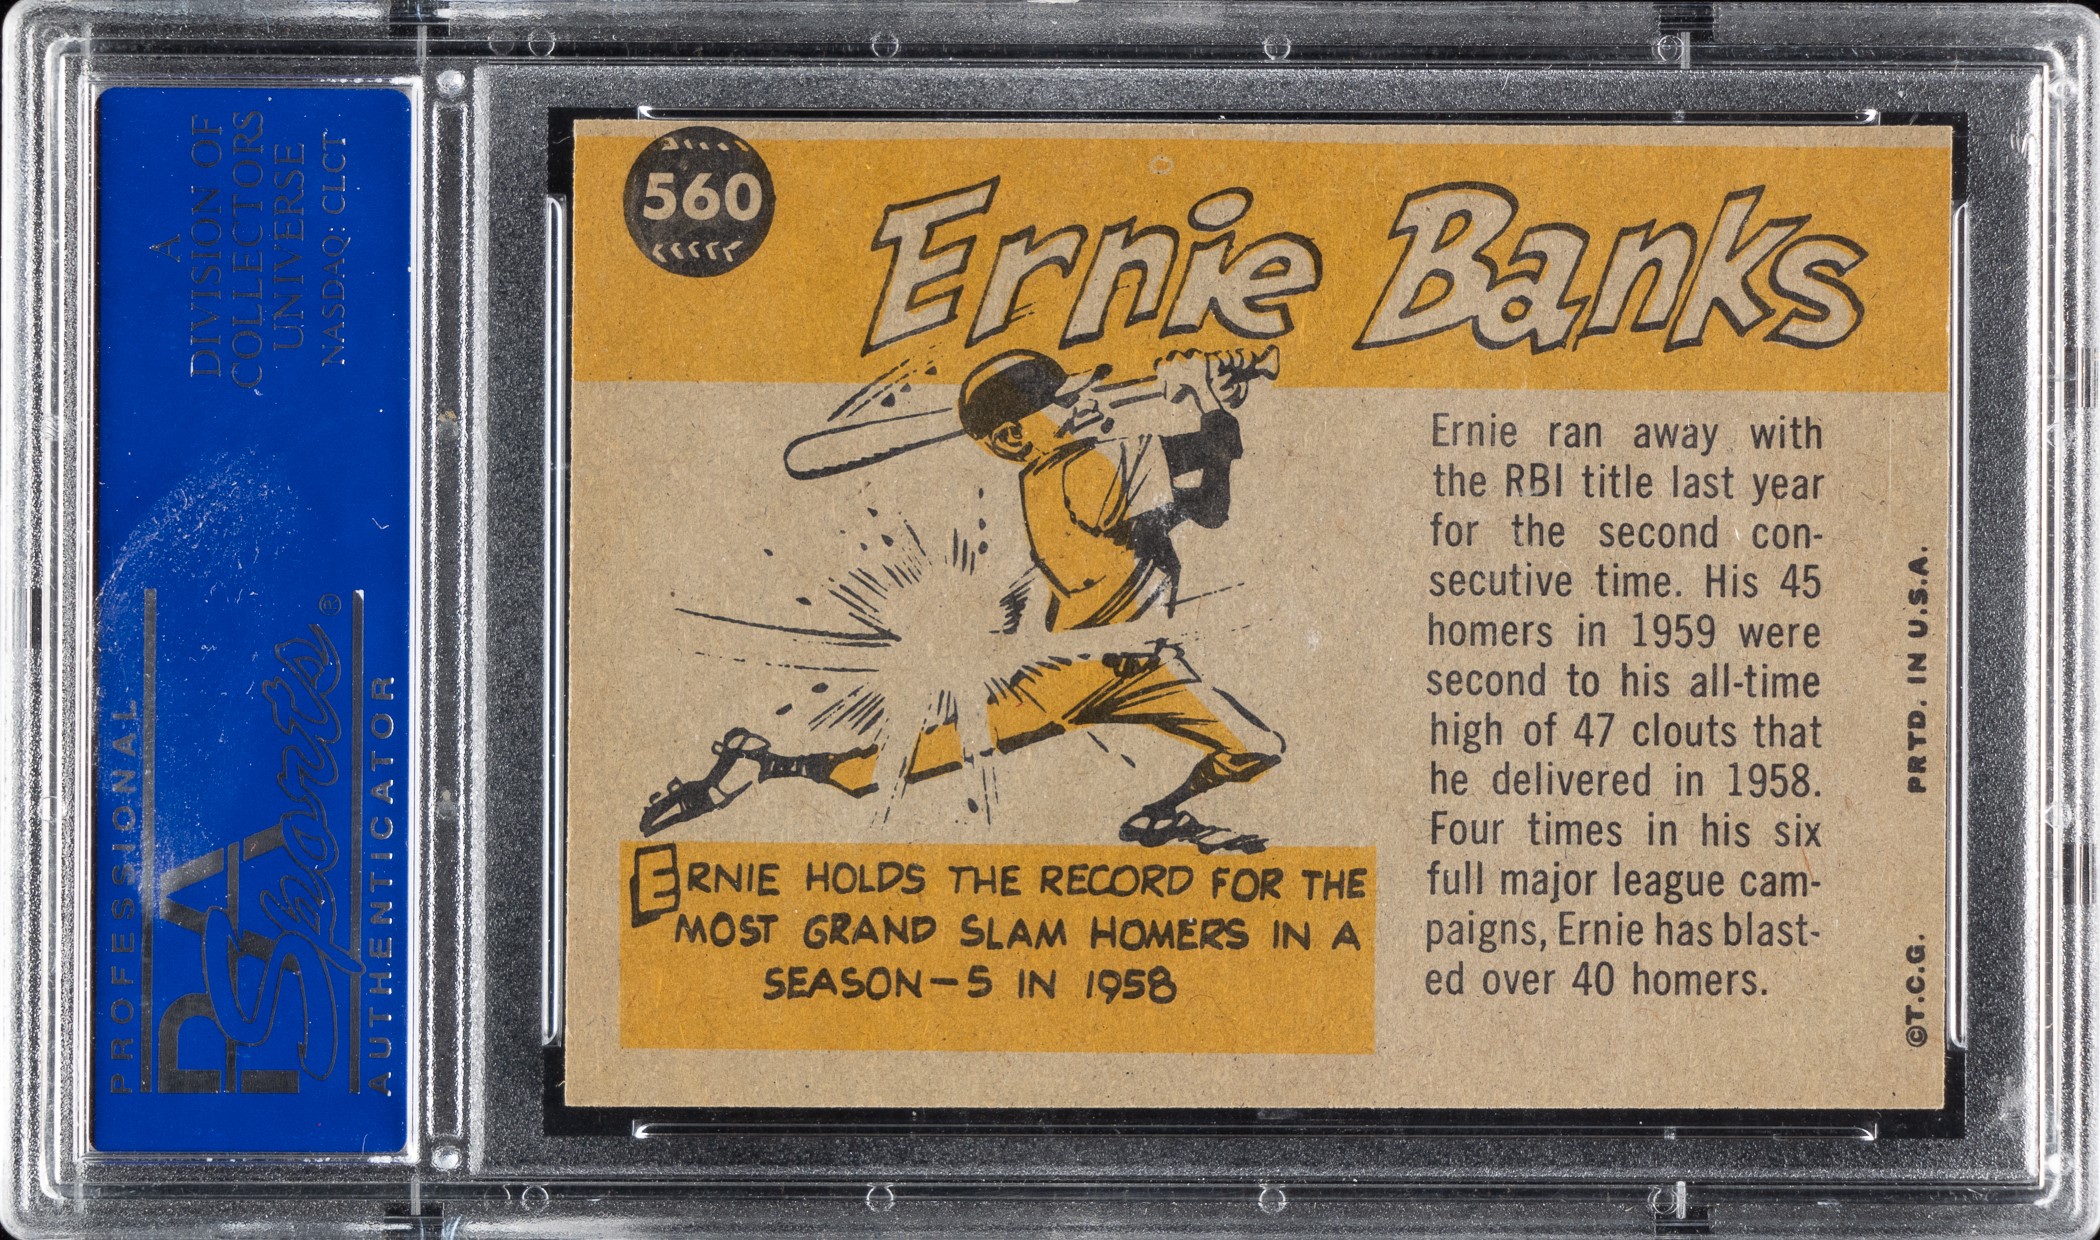 A
DIVISION OF
COLLECTORS
UNIVERSE
NASDAQ: CLCT
PROFESSIONAL
PSA
Sports®
AUTHENTICATOR
560
Ernie Banks
Ernie ran away with
the RBI title last year
for the second con-
secutive time. His 45
homers in 1959 were
second to his all-time
high of 47 clouts that
he delivered in 1958.
Four times in his six
full major league cam-
paigns, Ernie has blast-
ed over 40 homers.
ERNIE HOLDS THE RECORD FOR THE
MOST GRAND SLAM HOMERS IN A
SEASON-5 IN 1958
©T.C.G. PRTD. IN U.S.A.